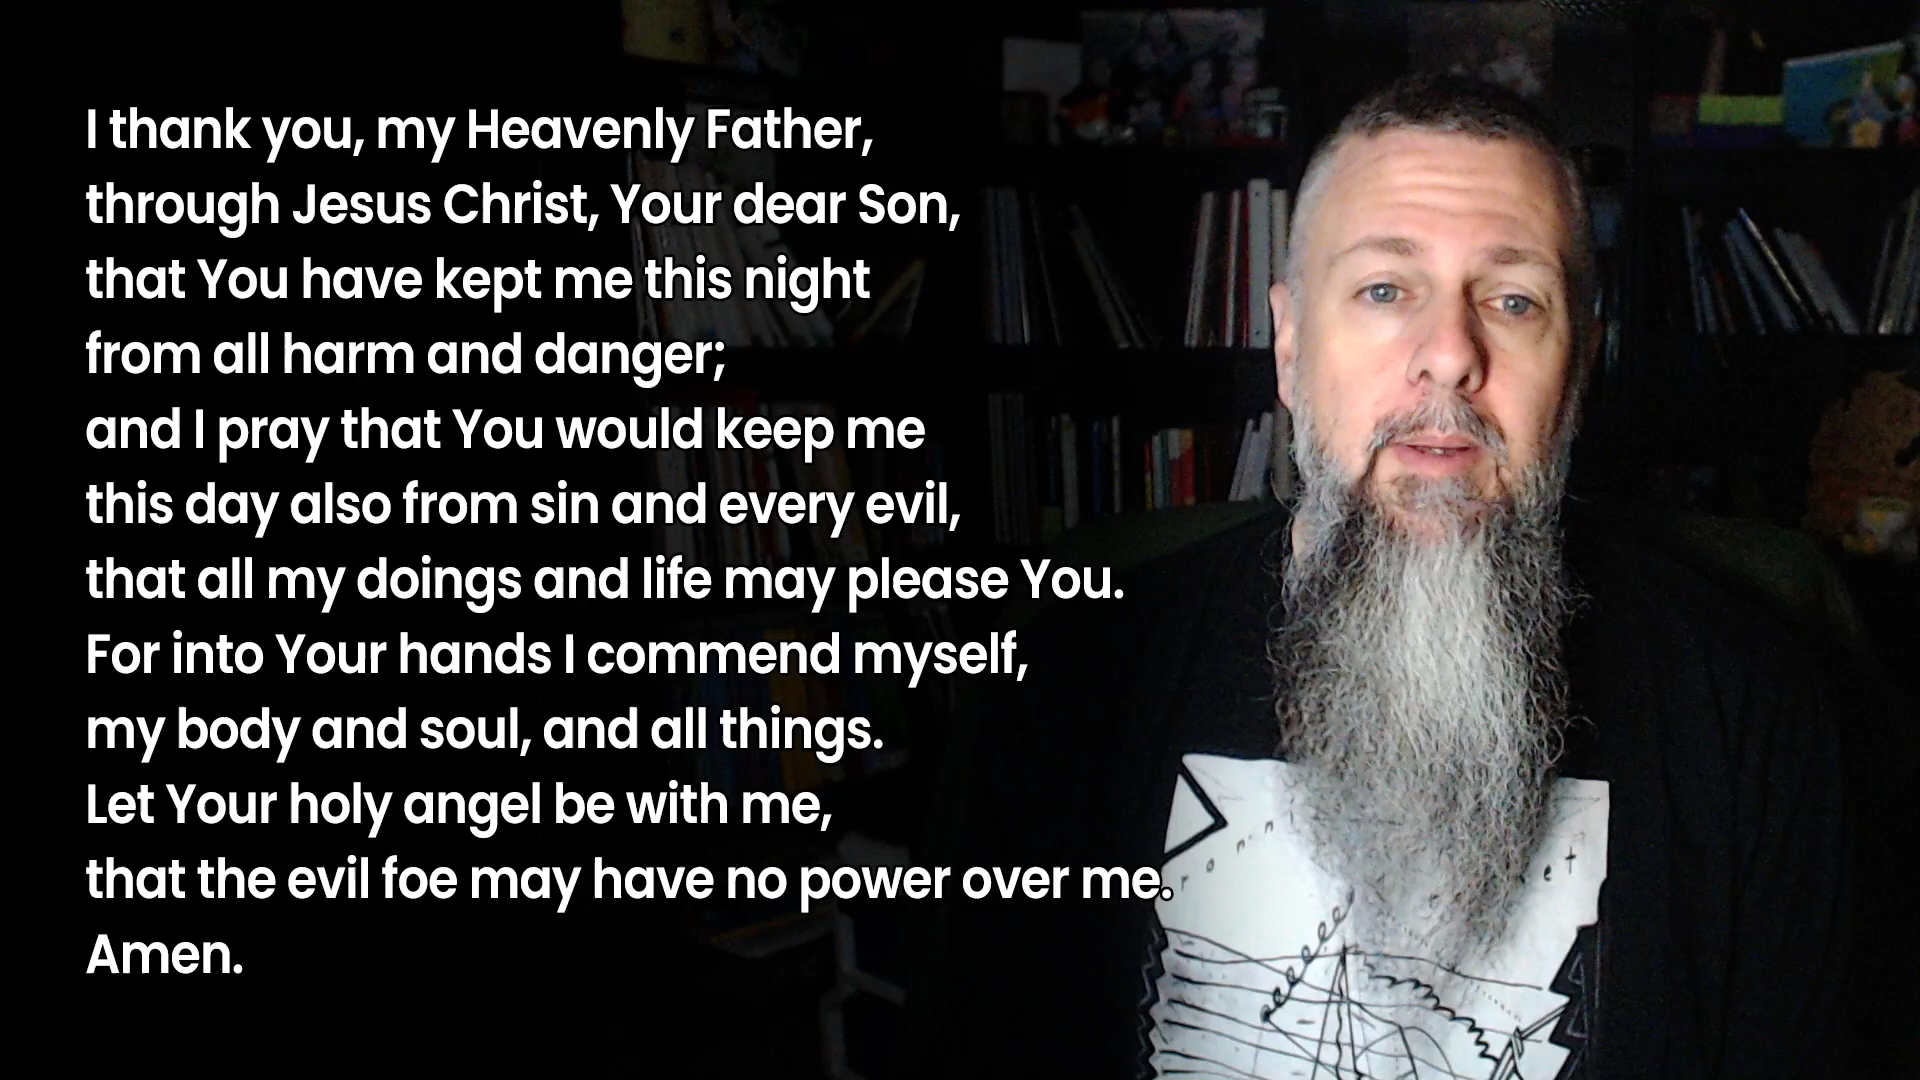 I thank you, my Heavenly Father,
through Jesus Christ, Your dear Son,
that You have kept me this night
from all harm and danger;
and I pray that You would keep me
this day also from sin and every evil,
that all my doings and life may please You.
For into Your hands I commend myself,
my body and soul, and all things.
Let Your holy angel be with me,
that the evil foe may have no power over me.
Amen.